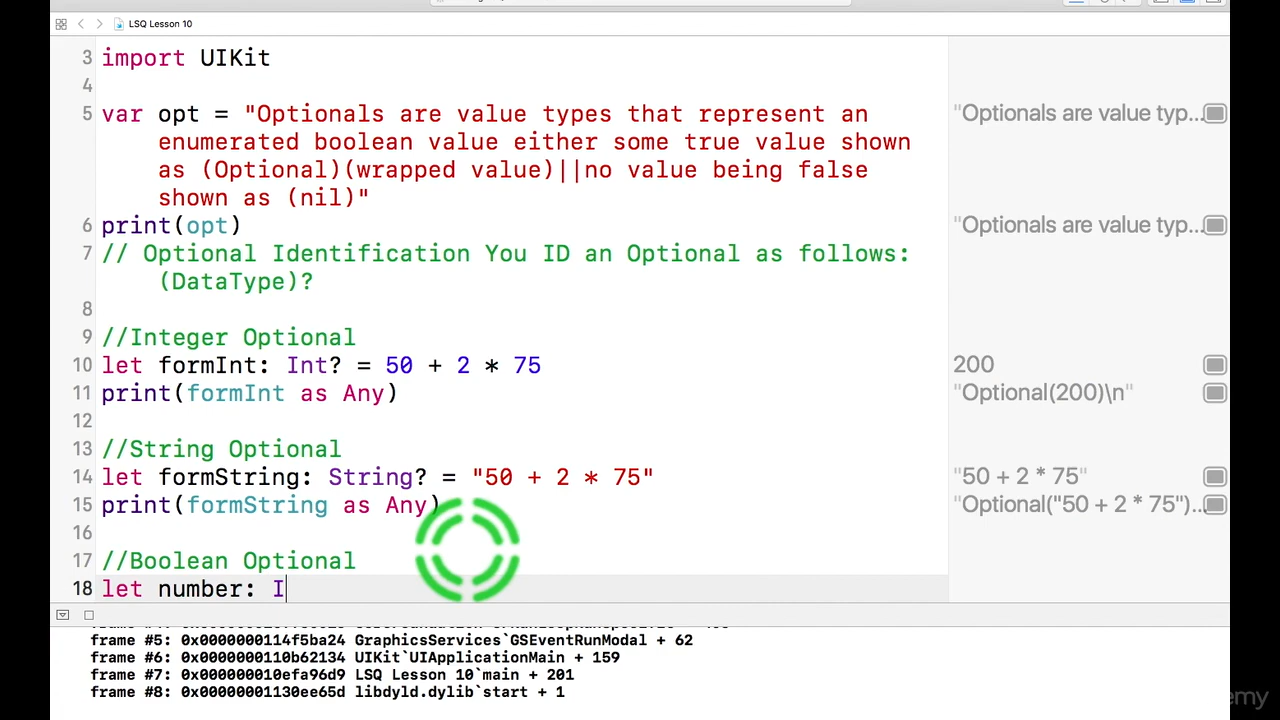 LSQ Lesson 10
3 import UIKit
4
5 var opt = "Optionals are value types that represent an "Optionals are value typ...
enumerated boolean value either some true value shown
as (Optional)(wrapped value)||no value being false
shown as (nil)"
6 print(opt) "Optionals are value typ...
7 // Optional Identification You ID an Optional as follows:
(DataType)?
8
9 //Integer Optional
10 let formInt: Int? = 50 + 2 * 75 200
11 print(formInt as Any) "Optional(200)\n"
12
13 //String Optional
14 let formString: String? = "50 + 2 * 75" "50 + 2 * 75"
15 print(formString as Any) "Optional("50 + 2 * 75")...
16
17 //Boolean Optional
18 let number: I
frame #5: 0x0000000114f5ba24 GraphicsServices`GSEventRunModal + 62
frame #6: 0x0000000110b62134 UIKit`UIApplicationMain + 159
frame #7: 0x000000010efa96d9 LSQ Lesson 10`main + 201
frame #8: 0x00000001130ee65d libdyld.dylib`start + 1
emy